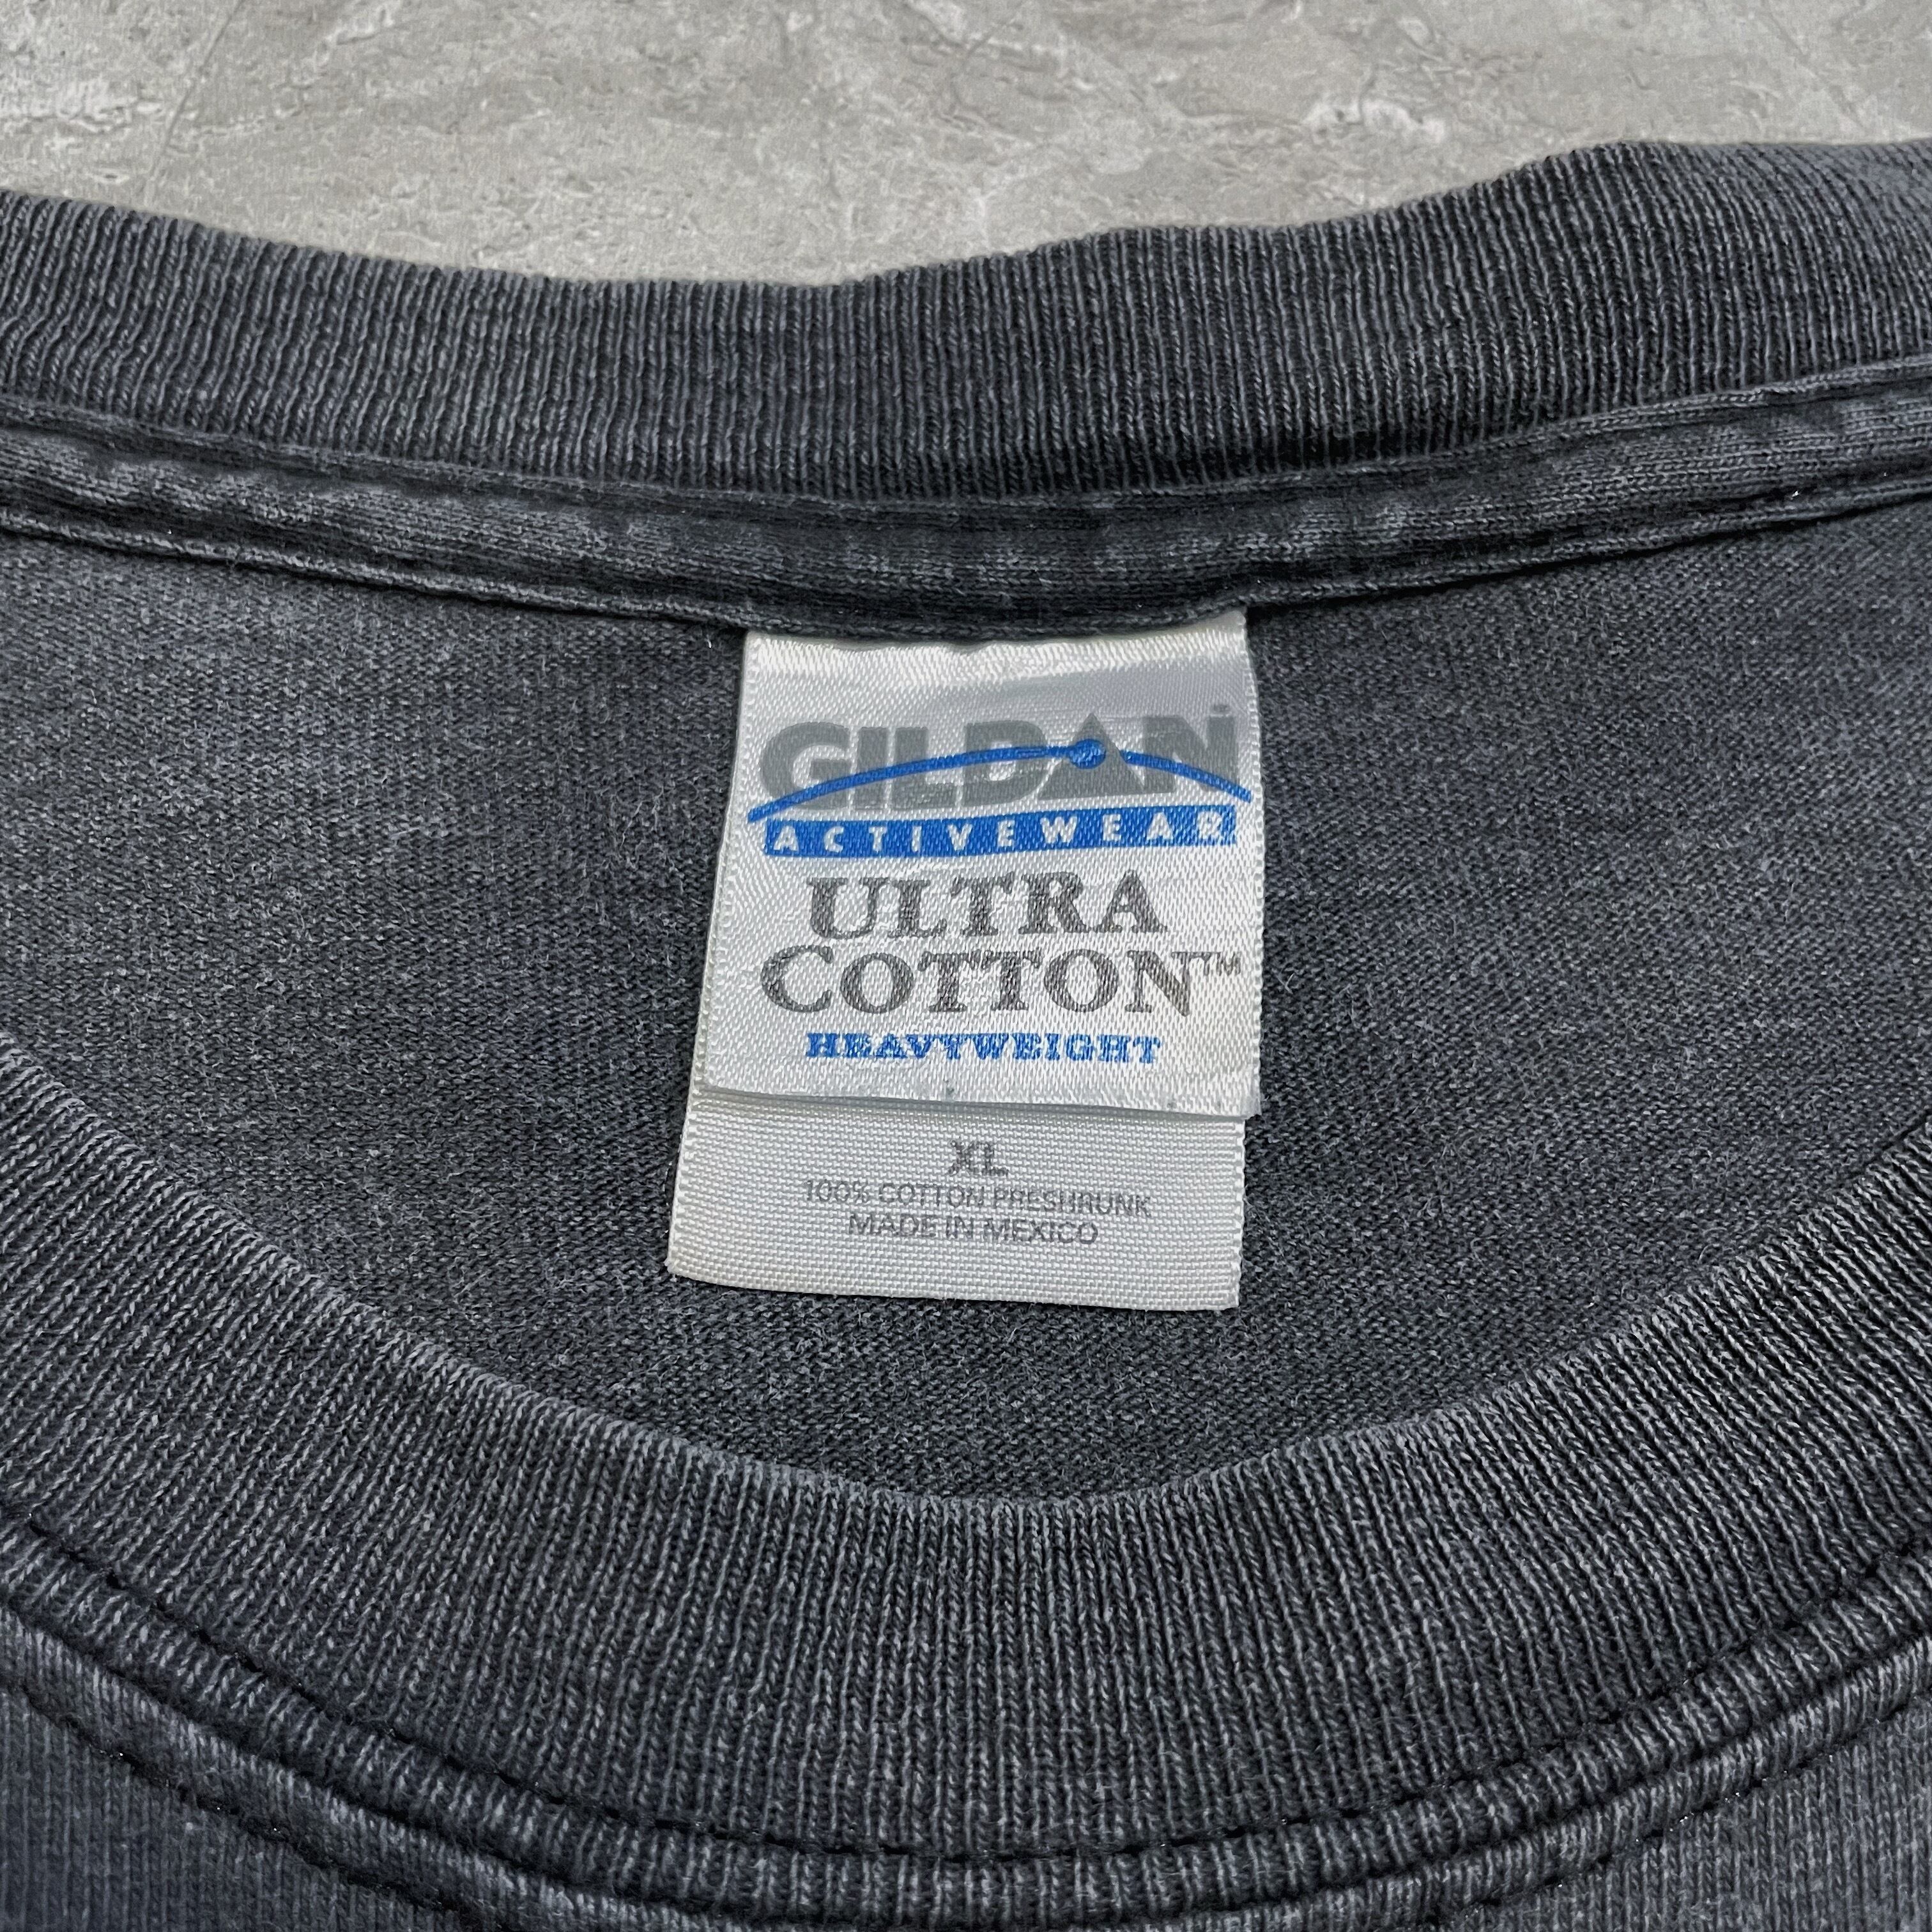 GILDAN
ACTIVEWEAR
ULTRA
COTTON™
HEAVYWEIGHT
XL
100% COTTON PRESHRUNK
MADE IN MEXICO